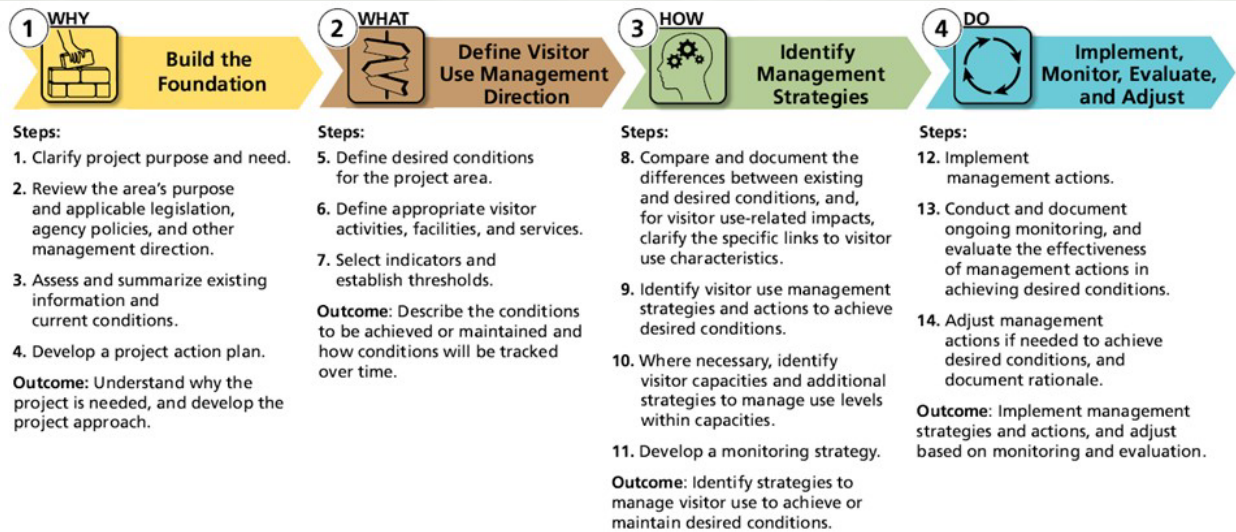 1
WHY
Build the
Foundation
Steps:
1. Clarify project purpose and need.
2. Review the area's purpose
and applicable legislation,
agency policies, and other
management direction.
3. Assess and summarize existing
information and
current conditions.
4. Develop a project action plan.
Outcome: Understand why the
project is needed, and develop the
project approach.
2
WHAT
Define Visitor
Use Management
Direction
Steps:
5. Define desired conditions
for the project area.
6. Define appropriate visitor
activities, facilities, and services.
7. Select indicators and
establish thresholds.
Outcome: Describe the conditions
to be achieved or maintained and
how conditions will be tracked
over time.
3
HOW
Identify
Management
Strategies
Steps:
8. Compare and document the
differences between existing
and desired conditions, and,
for visitor use-related impacts,
clarify the specific links to visitor
use characteristics.
9. Identify visitor use management
strategies and actions to achieve
desired conditions.
10. Where necessary, identify
visitor capacities and additional
strategies to manage use levels
within capacities.
11. Develop a monitoring strategy.
Outcome: Identify strategies to
manage visitor use to achieve or
maintain desired conditions.
4
DO
Implement,
Monitor, Evaluate,
and Adjust
Steps:
12. Implement
management actions.
13. Conduct and document
ongoing monitoring, and
evaluate the effectiveness
of management actions in
achieving desired conditions.
14. Adjust management
actions if needed to achieve
desired conditions, and
document rationale.
Outcome: Implement management
strategies and actions, and adjust
based on monitoring and evaluation.